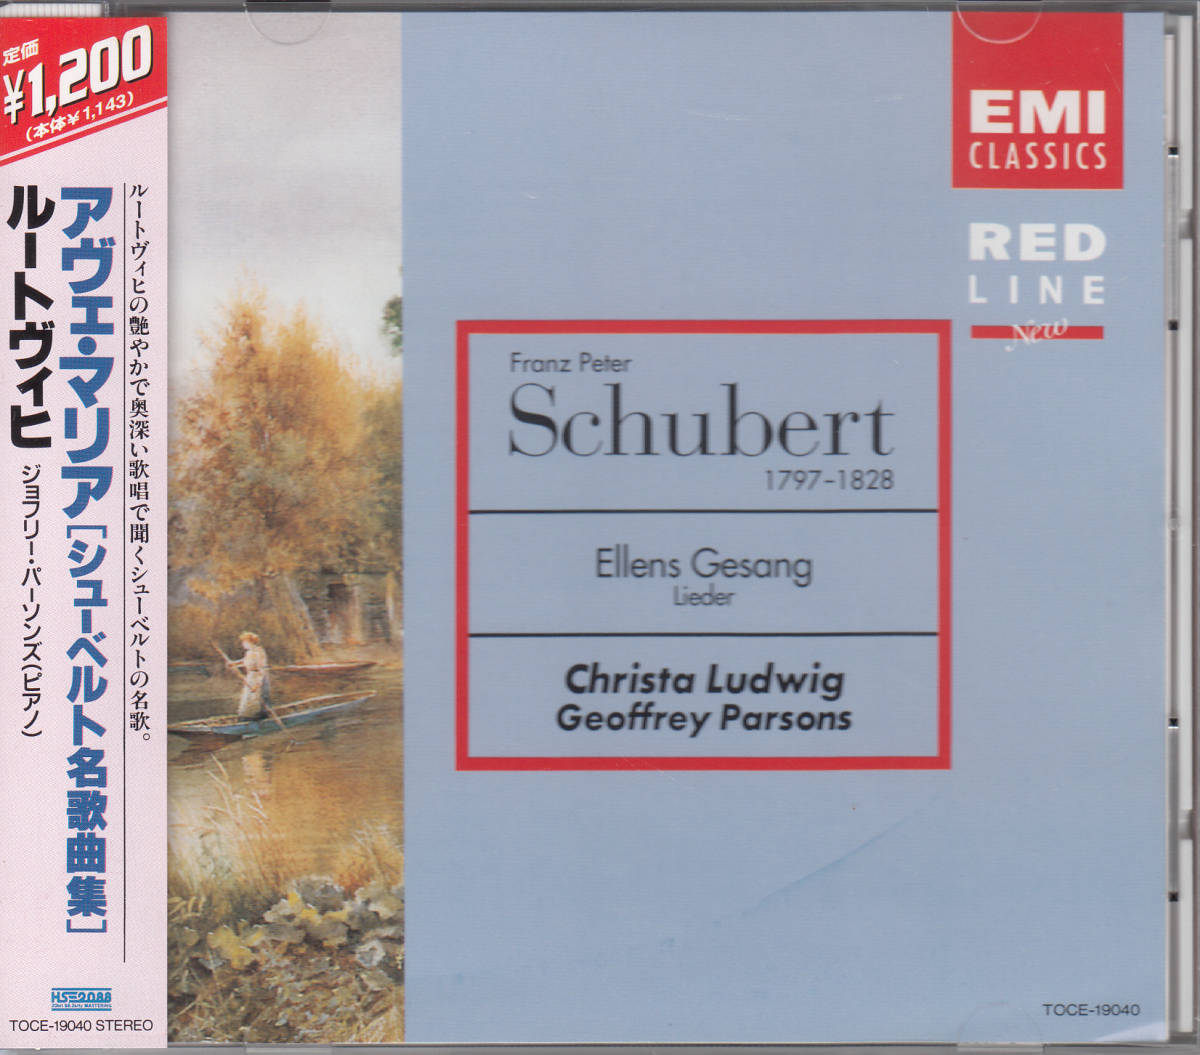 定価
¥1,200
(本体¥1,143)
ルートヴィヒの艶やかで奥深い歌唱で聞くシューベルトの名歌。
アヴェ・マリア[シューベルト名歌曲集]
ルートヴィヒ
ジョフリー・パーソンズ(ピアノ)
HS2088
TOCE-19040 STEREO
EMI
CLASSICS
RED
LINE
New
Franz Peter
Schubert
1797-1828
Ellens Gesang
Lieder
Christa Ludwig
Geoffrey Parsons
TOCE-19040